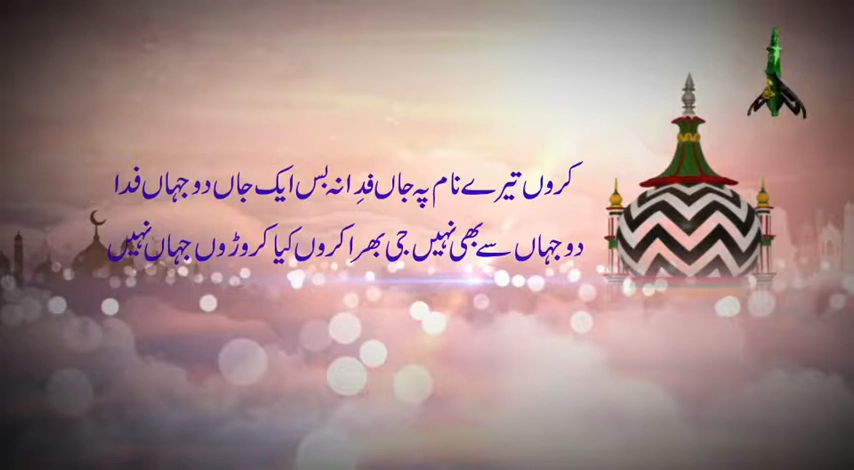 کروں تیرے نام پہ جاں فدِا نہ بس ایک جاں دو جہاں فدا
دو جہاں سے بھی نہیں جی بھرا کروں کیا کروڑوں جہاں نہیں